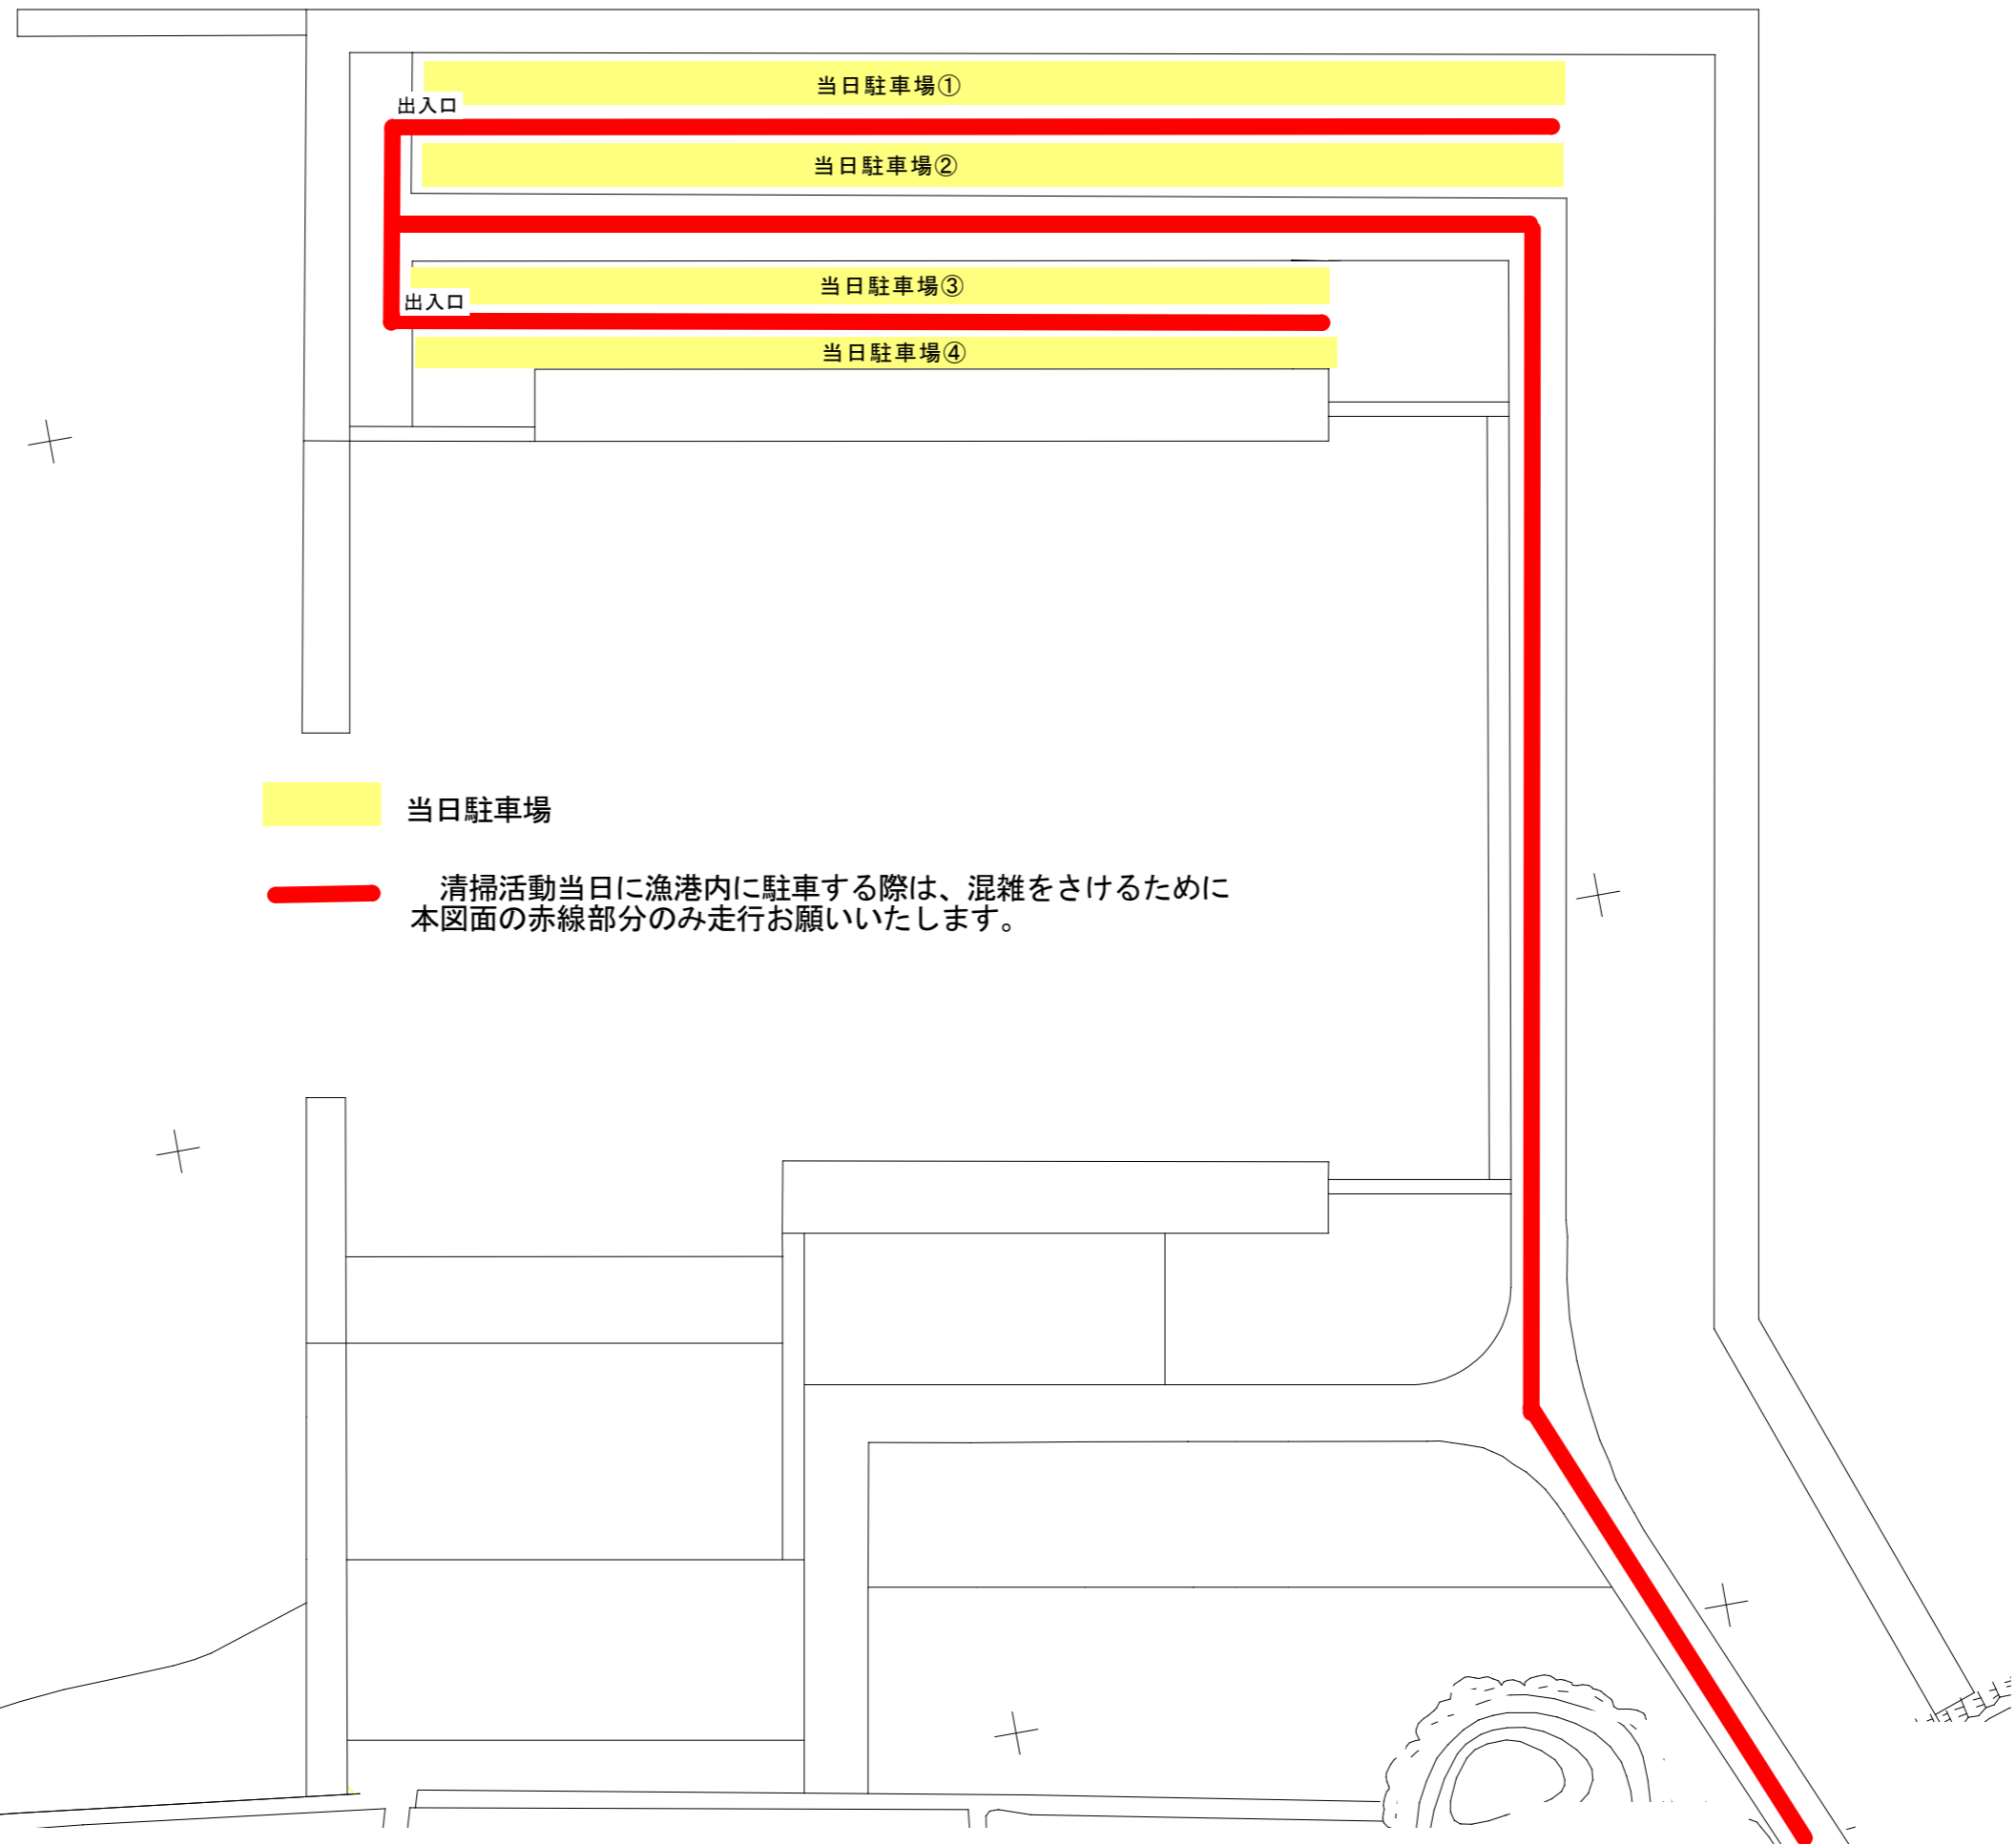 当日駐車場①
出入口
当日駐車場②
当日駐車場③
出入口
当日駐車場④
当日駐車場
清掃活動当日に漁港内に駐車する際は、混雑をさけるために
本図面の赤線部分のみ走行お願いいたします。